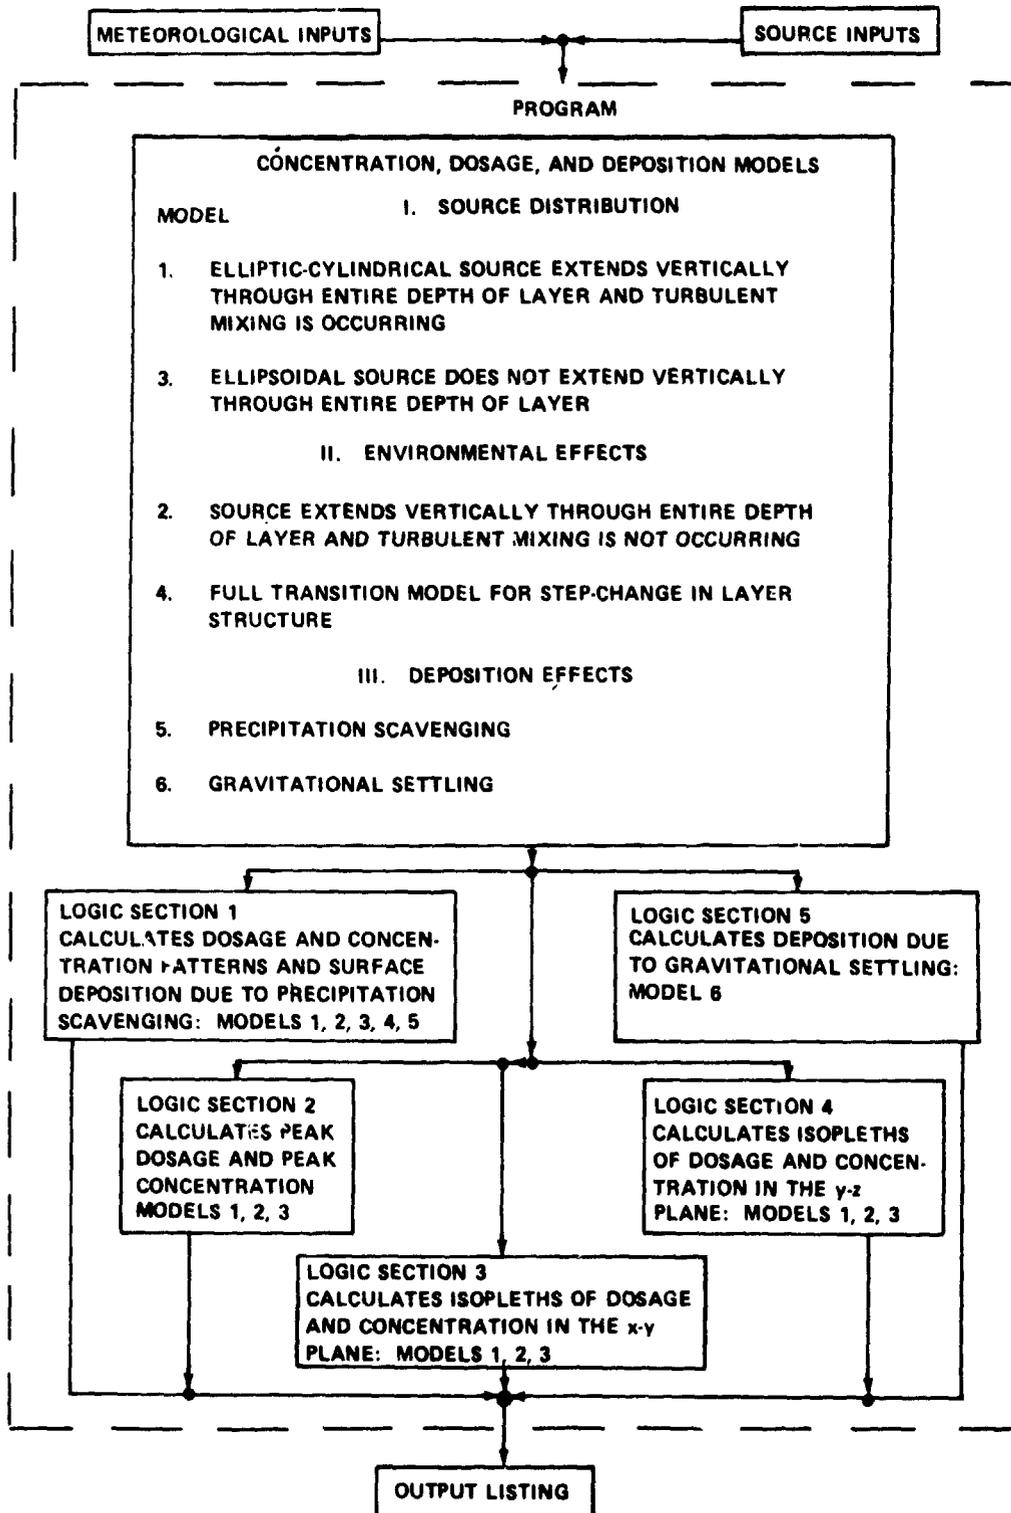 METEOROLOGICAL INPUTS
SOURCE INPUTS
PROGRAM
CONCENTRATION, DOSAGE, AND DEPOSITION MODELS
MODEL
I. SOURCE DISTRIBUTION
1. ELLIPTIC-CYLINDRICAL SOURCE EXTENDS VERTICALLY
THROUGH ENTIRE DEPTH OF LAYER AND TURBULENT
MIXING IS OCCURRING
3. ELLIPSOIDAL SOURCE DOES NOT EXTEND VERTICALLY
THROUGH ENTIRE DEPTH OF LAYER
II. ENVIRONMENTAL EFFECTS
2. SOURCE EXTENDS VERTICALLY THROUGH ENTIRE DEPTH
OF LAYER AND TURBULENT MIXING IS NOT OCCURRING
4. FULL TRANSITION MODEL FOR STEP-CHANGE IN LAYER
STRUCTURE
III. DEPOSITION EFFECTS
5. PRECIPITATION SCAVENGING
6. GRAVITATIONAL SETTLING
LOGIC SECTION 1
CALCULATES DOSAGE AND CONCEN-
TRATION PATTERNS AND SURFACE
DEPOSITION DUE TO PRECIPITATION
SCAVENGING: MODELS 1, 2, 3, 4, 5
LOGIC SECTION 5
CALCULATES DEPOSITION DUE
TO GRAVITATIONAL SETTLING:
MODEL 6
LOGIC SECTION 2
CALCULATES PEAK
DOSAGE AND PEAK
CONCENTRATION
MODELS 1, 2, 3
LOGIC SECTION 4
CALCULATES ISOPLETHS
OF DOSAGE AND CONCEN-
TRATION IN THE y-z
PLANE: MODELS 1, 2, 3
LOGIC SECTION 3
CALCULATES ISOPLETHS OF DOSAGE
AND CONCENTRATION IN THE x-y
PLANE: MODELS 1, 2, 3
OUTPUT LISTING